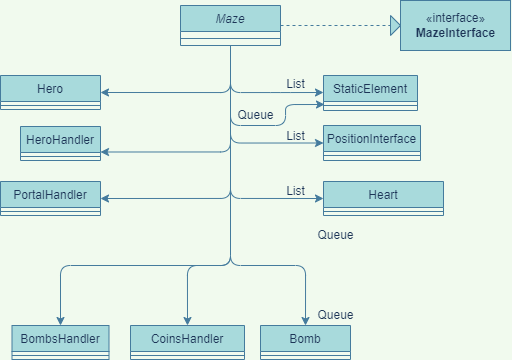 Maze
«interface»
MazeInterface
Hero
List
StaticElement
Queue
HeroHandler
List
PositionInterface
PortalHandler
List
Heart
Queue
Queue
BombsHandler
CoinsHandler
Bomb